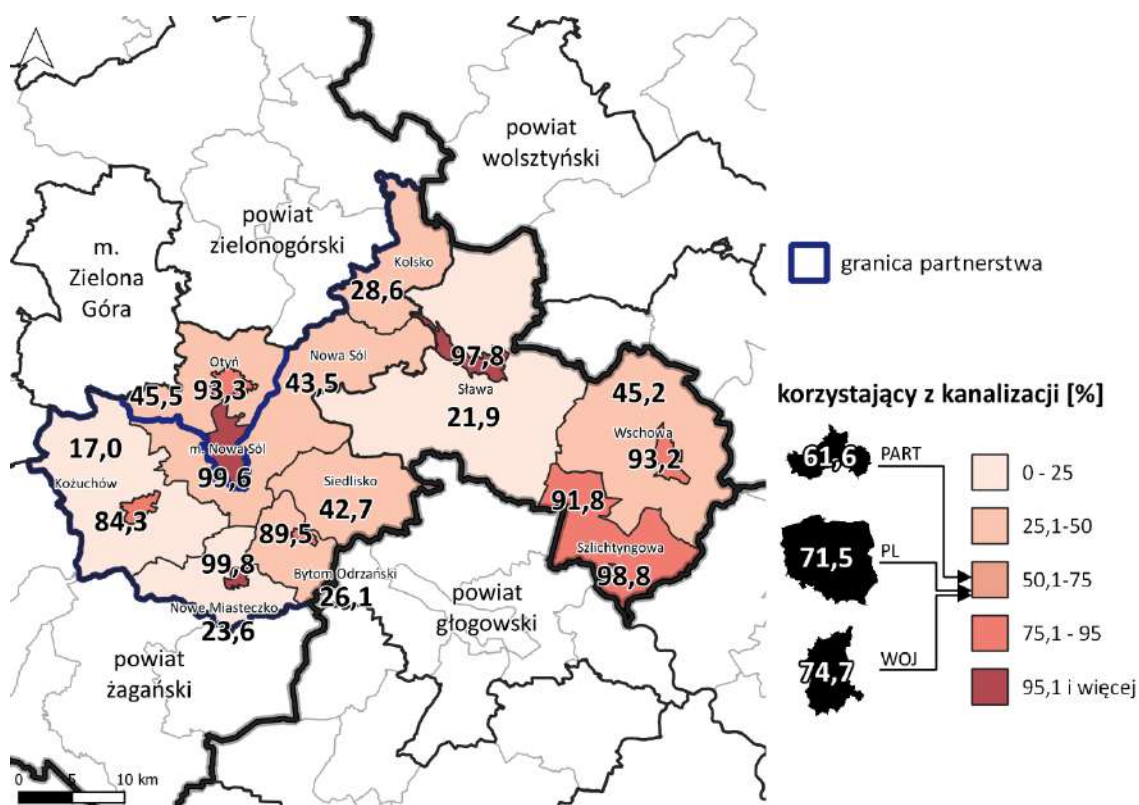 powiat
wolsztyński
m.
Zielona
Góra
powiat
zielonogórski
Kolsko
28,6
granica partnerstwa
Otyń
93,3
45,5
Nowa Sól
43,5
97,8
Sława
21,9
45,2
Wschowa
93,2
17,0
Kożuchów
84,3
m. Nowa Sól
99,6
Siedlisko
42,7
89,5
99,8
Bytom Odrzański
26,1
Nowe Miasteczko
23,6
91,8
Szlichtyngowa
98,8
powiat
głogowski
powiat
żagański
0 5 10 km
korzystający z kanalizacji [%]
61,6 PART
71,5 PL
74,7 WOJ
0 - 25
25,1-50
50,1-75
75,1 - 95
95,1 i więcej